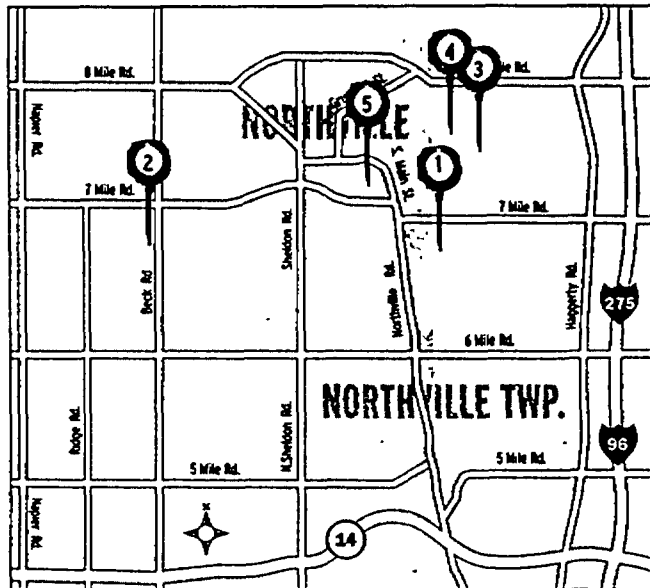 4
3
8 Mile Rd.
5
Napier Rd.
NORTHVILLE
2
1
S Main St.
7 Mile Rd.
7 Mile Rd.
Sheldon Rd.
Beck Rd
Northville Rd.
Haggerty Rd.
275
6 Mile Rd.
NORTHVILLE TWP.
Ridge Rd.
N.Sheldon Rd.
96
5 Mile Rd.
5 Mile Rd.
Napier Rd.
14